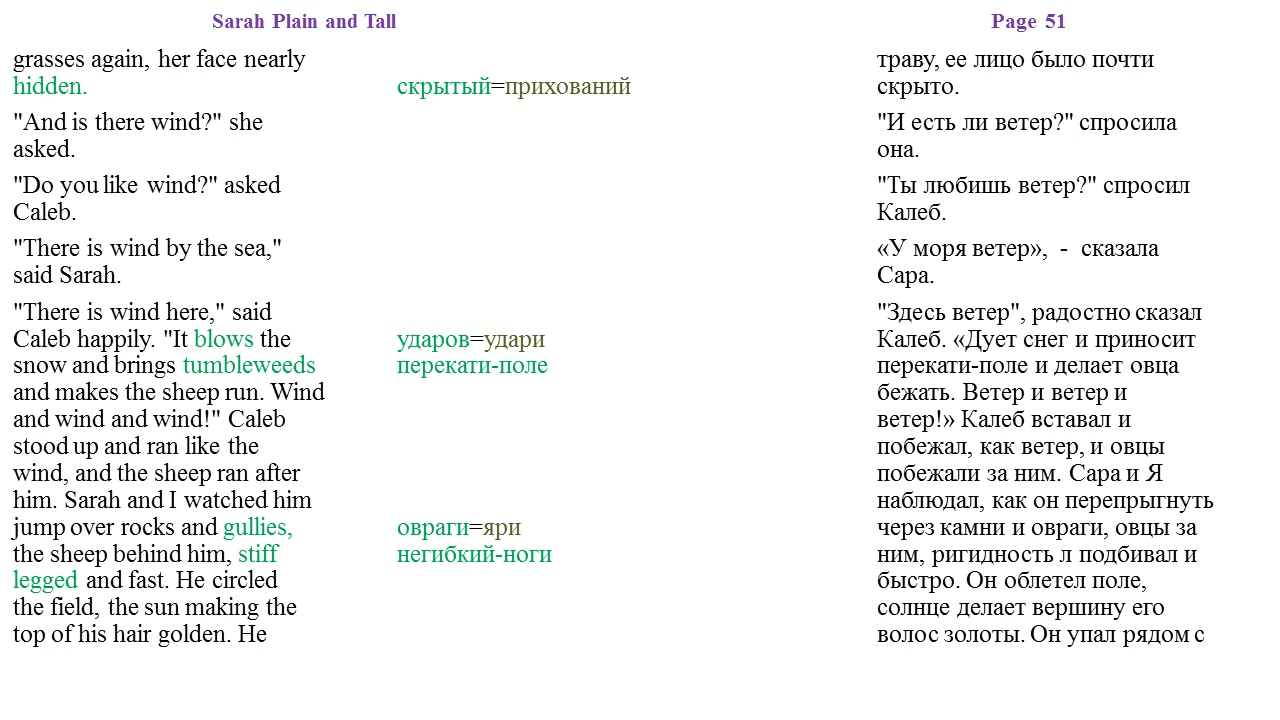 Sarah Plain and Tall
Page 51
grasses again, her face nearly
hidden.
"And is there wind?" she
asked.
"Do you like wind?" asked
Caleb.
"There is wind by the sea,"
said Sarah.
"There is wind here," said
Caleb happily. "It blows the
snow and brings tumbleweeds
and makes the sheep run. Wind
and wind and wind!" Caleb
stood up and ran like the
wind, and the sheep ran after
him. Sarah and I watched him
jump over rocks and gullies,
the sheep behind him, stiff
legged and fast. He circled
the field, the sun making the
top of his hair golden. He
скрытый=прихований
ударов=удари
перекати-поле
овраги=яри
негибкий-ноги
траву, ее лицо было почти
скрыто.
"И есть ли ветер?" спросила
она.
"Ты любишь ветер?" спросил
Калеб.
«У моря ветер», - сказала
Сара.
"Здесь ветер", радостно сказал
Калеб. «Дует снег и приносит
перекати-поле и делает овца
бежать. Ветер и ветер и
ветер!» Калеб вставал и
побежал, как ветер, и овцы
побежали за ним. Сара и Я
наблюдал, как он перепрыгнуть
через камни и овраги, овцы за
ним, ригидность л подбивал и
быстро. Он облетел поле,
солнце делает вершину его
волос золоты. Он упал рядом с